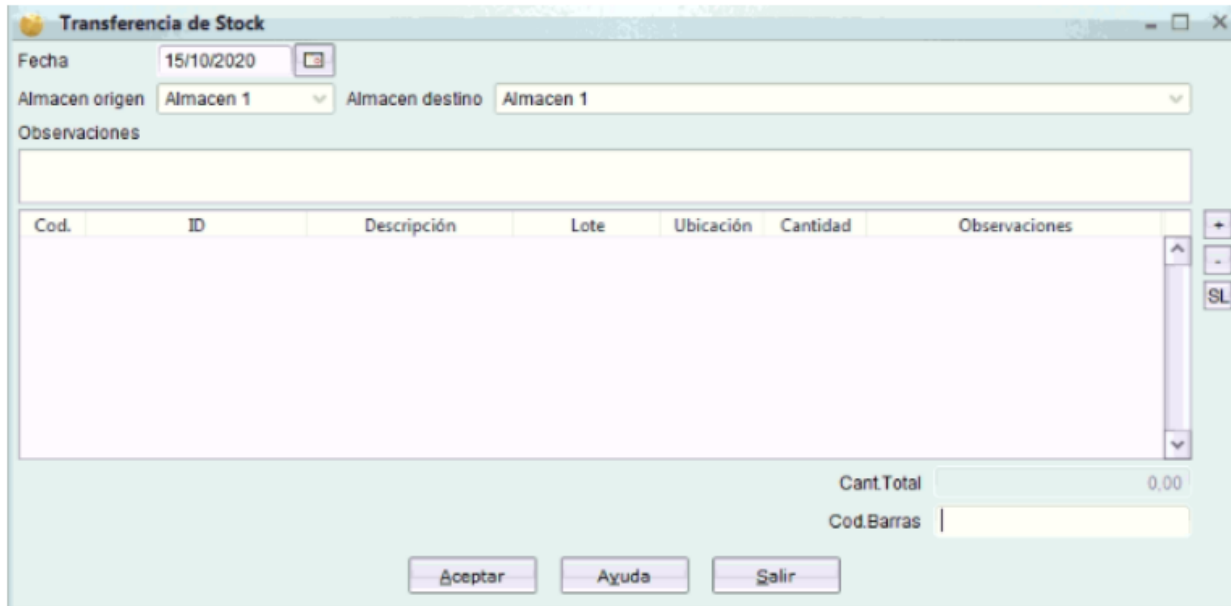 Transferencia de Stock
Fecha 15/10/2020
Almacen origen Almacen 1 Almacen destino Almacen 1
Observaciones
Cod. ID Descripción Lote Ubicación Cantidad Observaciones
+
-
SL
Cant.Total 0,00
Cod.Barras
Aceptar Ayuda Salir